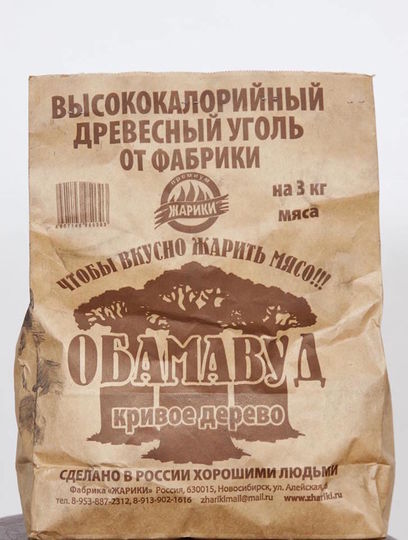 ВЫСОКОКАЛОРИЙНЫЙ
ДРЕВЕСНЫЙ УГОЛЬ
ОТ ФАБРИКИ
премиум
ЖАРИКИ
на 3 кг
мяса
ЧТОБЫ ВКУСНО ЖАРИТЬ МЯСО!!!
ОБАМАВУД
кривое дерево
СДЕЛАНО В РОССИИ ХОРОШИМИ ЛЮДЬМИ
Фабрика «ЖАРИКИ» Россия, 630015, Новосибирск, ул. Алейская,
тел. 8-953-887-2312, 8-913-902-1616 zharikimail@mail.ru www.zhariki.ru